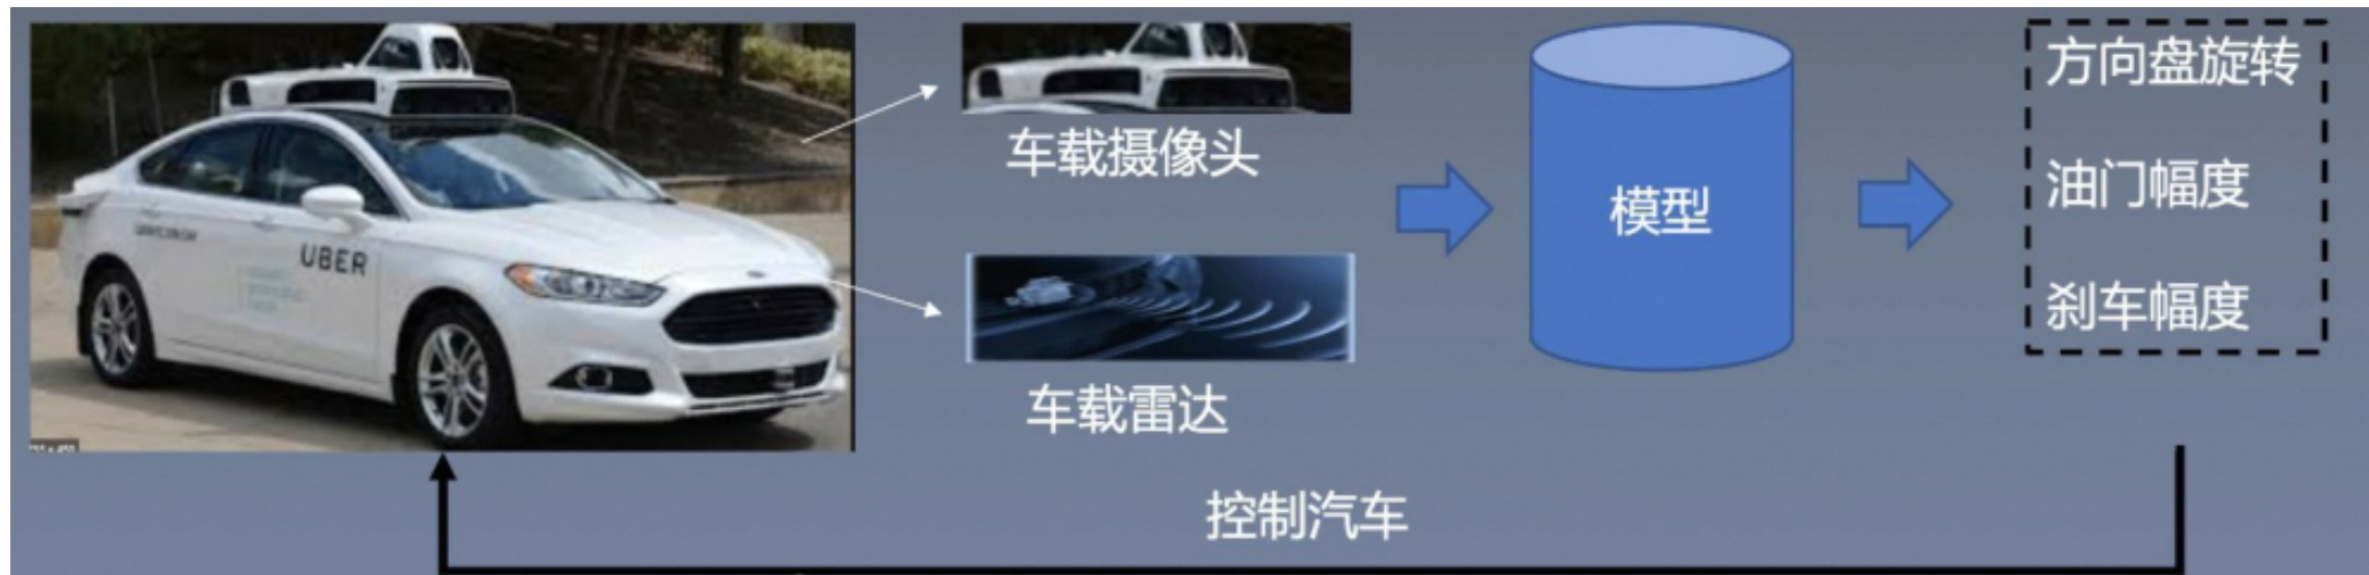 车载摄像头
车载雷达
UBER
模型
方向盘旋转
油门幅度
刹车幅度
控制汽车